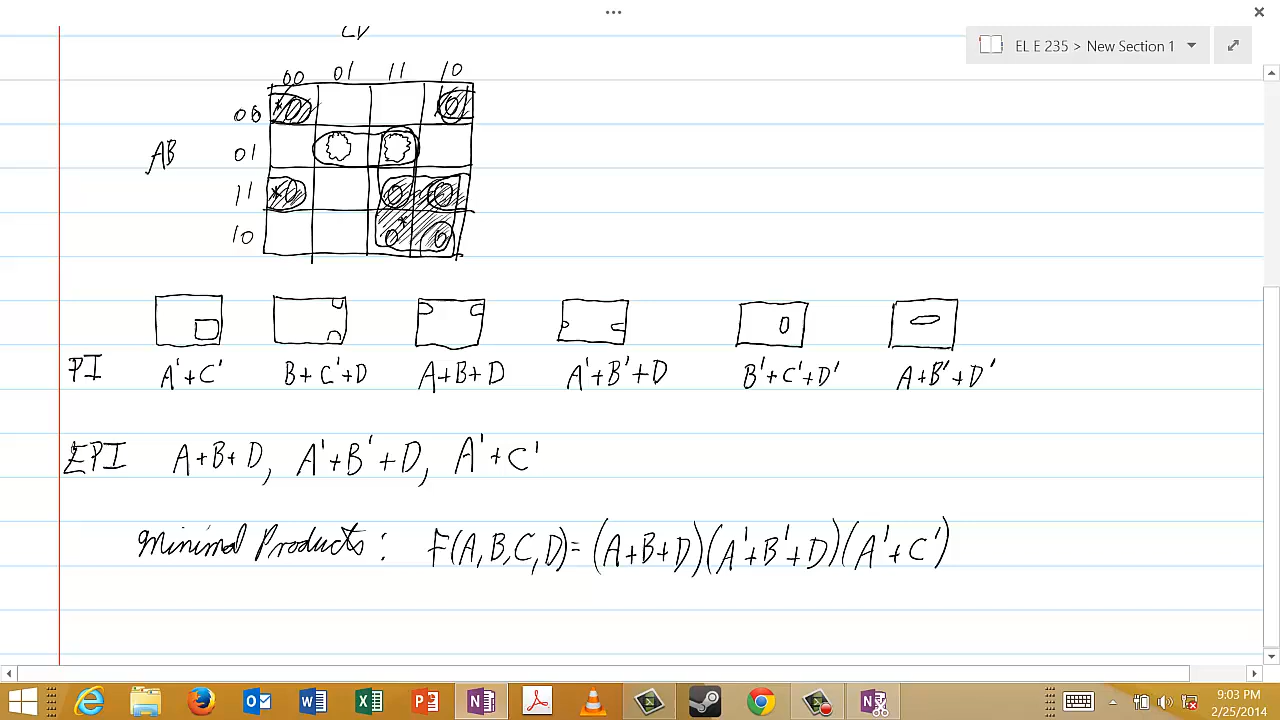 EL E 235 > New Section 1
CD
00 01 11 10
00
01
AB
11
10
PI A'+C' B+C'+D A+B+D A'+B'+D B'+C'+D' A+B'+D'
EPI A+B+D, A'+B'+D, A'+C'
Minimal Products: F(A,B,C,D)=(A+B+D)(A'+B'+D)(A'+C')
9:03 PM
2/25/2014